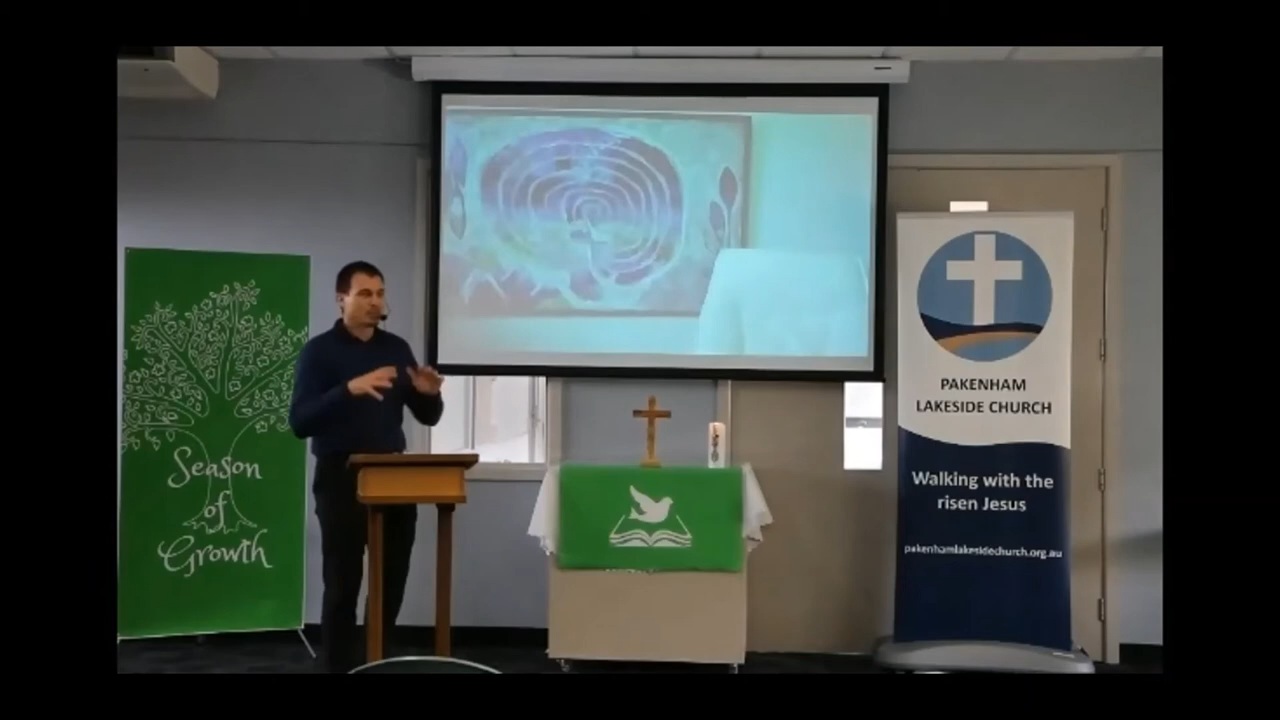 Season
of
Growth
PAKENHAM
LAKESIDE CHURCH
Walking with the
risen Jesus
pakenhamlakesidechurch.org.au